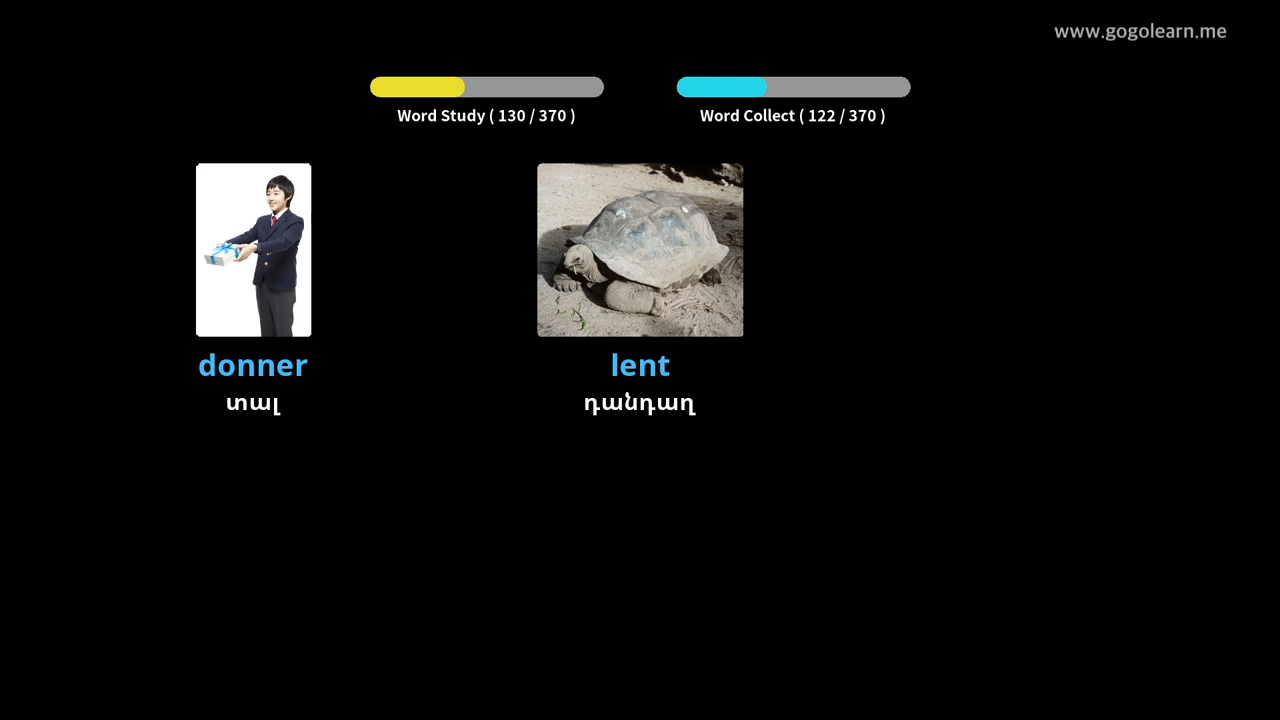 www.gogolearn.me
Word Study ( 130 / 370 )
Word Collect ( 122 / 370 )
donner
տալ
lent
դանդաղ